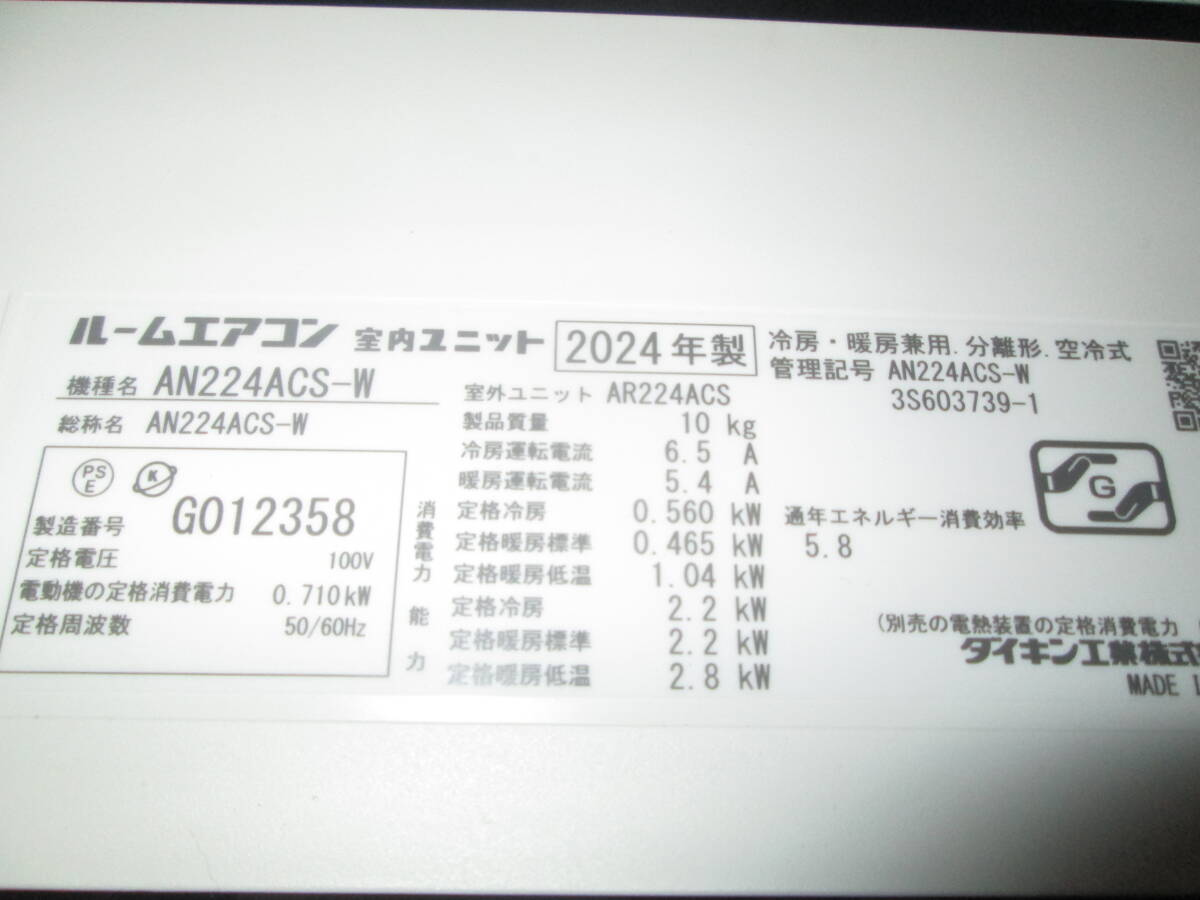 ルームエアコン 室内ユニット 2024年製
機種名 AN224ACS-W
総称名 AN224ACS-W
PS
E
K
製造番号 G012358
定格電圧 100V
電動機の定格消費電力 0.710kW
定格周波数 50/60Hz
室外ユニット AR224ACS
製品質量 10 kg
冷房運転電流 6.5 A
暖房運転電流 5.4 A
消費電力
定格冷房 0.560 kW
定格暖房標準 0.465 kW
定格暖房低温 1.04 kW
能力
定格冷房 2.2 kW
定格暖房標準 2.2 kW
定格暖房低温 2.8 kW
冷房・暖房兼用.分離形.空冷式
管理記号 AN224ACS-W
3S603739-1
G
通年エネルギー消費効率
5.8
(別売の電熱装置の定格消費電力
ダイキン工業株式
MADE